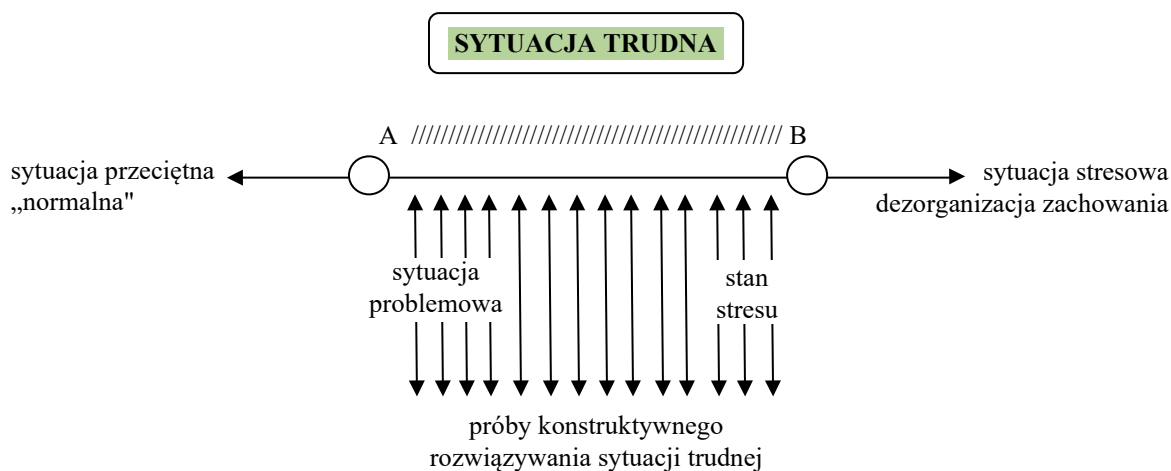 SYTUACJA TRUDNA
A //////////////////////////////////////////////////// B
sytuacja przeciętna
„normalna"
sytuacja stresowa
dezorganizacja zachowania
sytuacja
problemowa
stan
stresu
próby konstruktywnego
rozwiązywania sytuacji trudnej